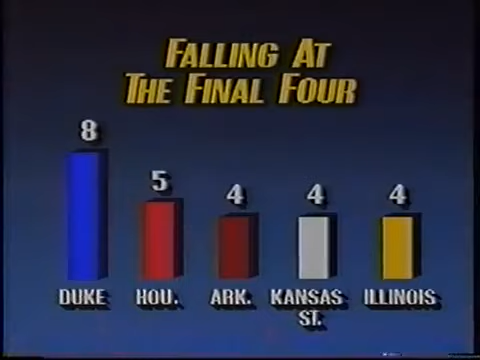 FALLING AT
THE FINAL FOUR
8
5
4
4
4
DUKE
HOU.
ARK.
KANSAS
ST.
ILLINOIS